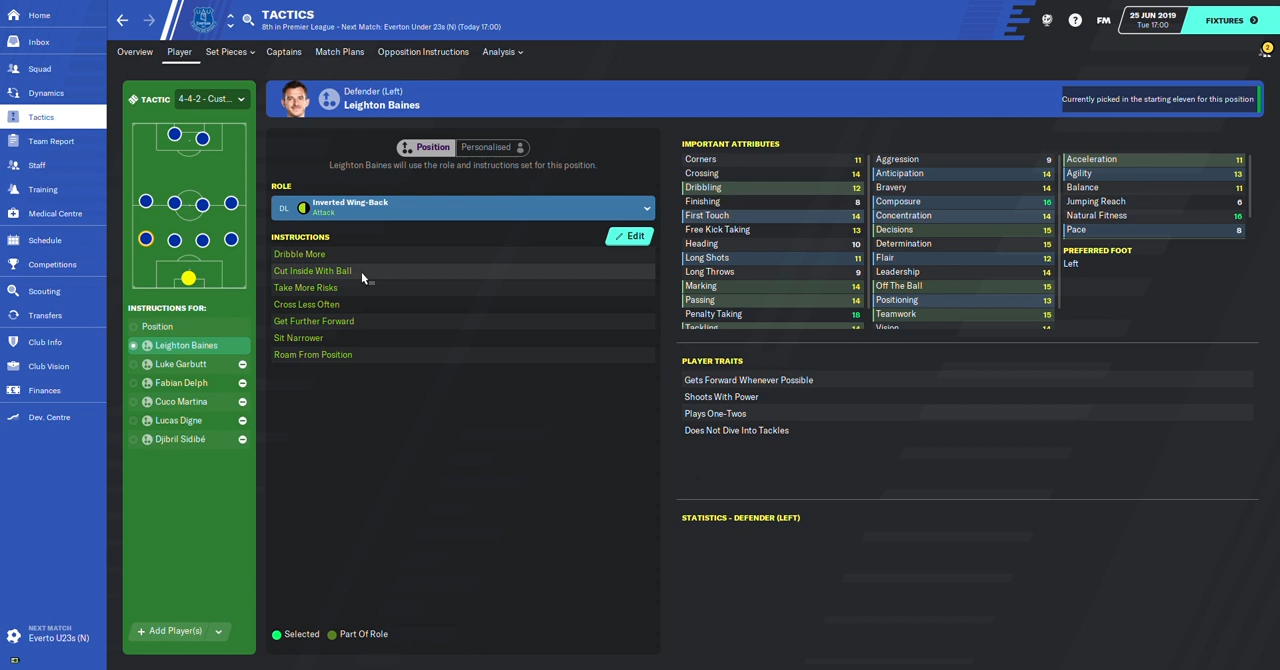 Home
Inbox
Squad
Dynamics
Tactics
Team Report
Staff
Training
Medical Centre
Schedule
Competitions
Scouting
Transfers
Club Info
Club Vision
Finances
Dev. Centre
NEXT MATCH
Everto U23s (N)
TACTICS
8th in Premier League - Next Match: Everton Under 23s (N) (Today 17:00)
FM
25 JUN 2019
Tue 17:00
FIXTURES
2
Overview Player Set Pieces Captains Match Plans Opposition Instructions Analysis
TACTIC 4-4-2 - Cust...
INSTRUCTIONS FOR:
Position
Leighton Baines
Luke Garbutt
Fabian Delph
Cuco Martina
Lucas Digne
Djibril Sidibé
+ Add Player(s)
Defender (Left)
Leighton Baines
Currently picked in the starting eleven for this position
Position Personalised
Leighton Baines will use the role and instructions set for this position.
ROLE
DL Inverted Wing-Back
Attack
INSTRUCTIONS
Edit
Dribble More
Cut Inside With Ball
Take More Risks
Cross Less Often
Get Further Forward
Sit Narrower
Roam From Position
Selected Part Of Role
IMPORTANT ATTRIBUTES
Corners 11
Crossing 14
Dribbling 12
Finishing 8
First Touch 14
Free Kick Taking 13
Heading 10
Long Shots 11
Long Throws 9
Marking 14
Passing 14
Penalty Taking 18
Tackling 14
Aggression 9
Anticipation 14
Bravery 14
Composure 16
Concentration 14
Decisions 15
Determination 15
Flair 12
Leadership 14
Off The Ball 15
Positioning 13
Teamwork 15
Vision 14
Acceleration 11
Agility 13
Balance 11
Jumping Reach 6
Natural Fitness 16
Pace 8
PREFERRED FOOT
Left
PLAYER TRAITS
Gets Forward Whenever Possible
Shoots With Power
Plays One-Twos
Does Not Dive Into Tackles
STATISTICS - DEFENDER (LEFT)